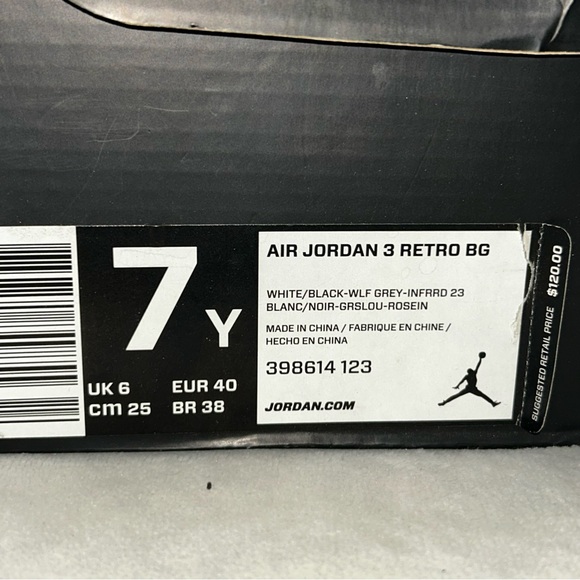 7 Y
UK 6 EUR 40
cm 25 BR 38
AIR JORDAN 3 RETRO BG
WHITE/BLACK-WLF GREY-INFRRD 23
BLANC/NOIR-GRSLOU-ROSEIN
MADE IN CHINA / FABRIQUE EN CHINE /
HECHO EN CHINA
398614 123
JORDAN.COM
SUGGESTED RETAIL PRICE $120.00